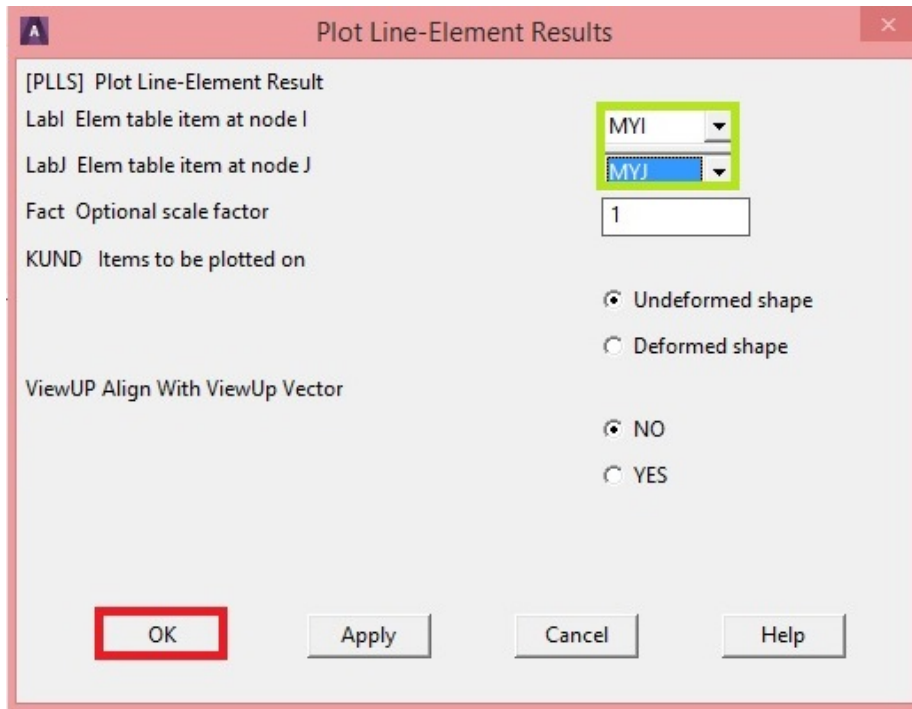 Plot Line-Element Results
[PLLS] Plot Line-Element Result
LabI Elem table item at node I
MYI
LabJ Elem table item at node J
MYJ
Fact Optional scale factor
1
KUND Items to be plotted on
Undeformed shape
Deformed shape
ViewUP Align With ViewUp Vector
NO
YES
OK Apply Cancel Help